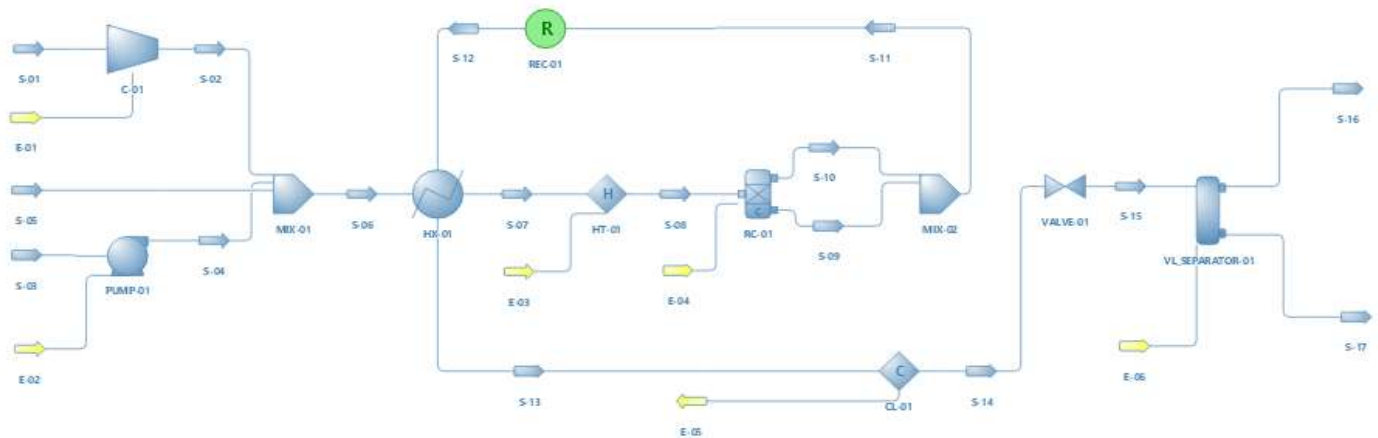 R
S-12
REC-01
S-11
S-01
C-01
S-02
E-01
S-16
S-10
H
C
S-05
MIX-01
S-06
HX-01
S-07
HT-01
S-08
RC-01
S-09
MIX-02
VALVE-01
S-15
VL_SEPARATOR-01
S-03
PUMP-01
S-04
E-03
E-04
E-02
S-17
E-06
C
S-13
CL-01
S-14
E-05